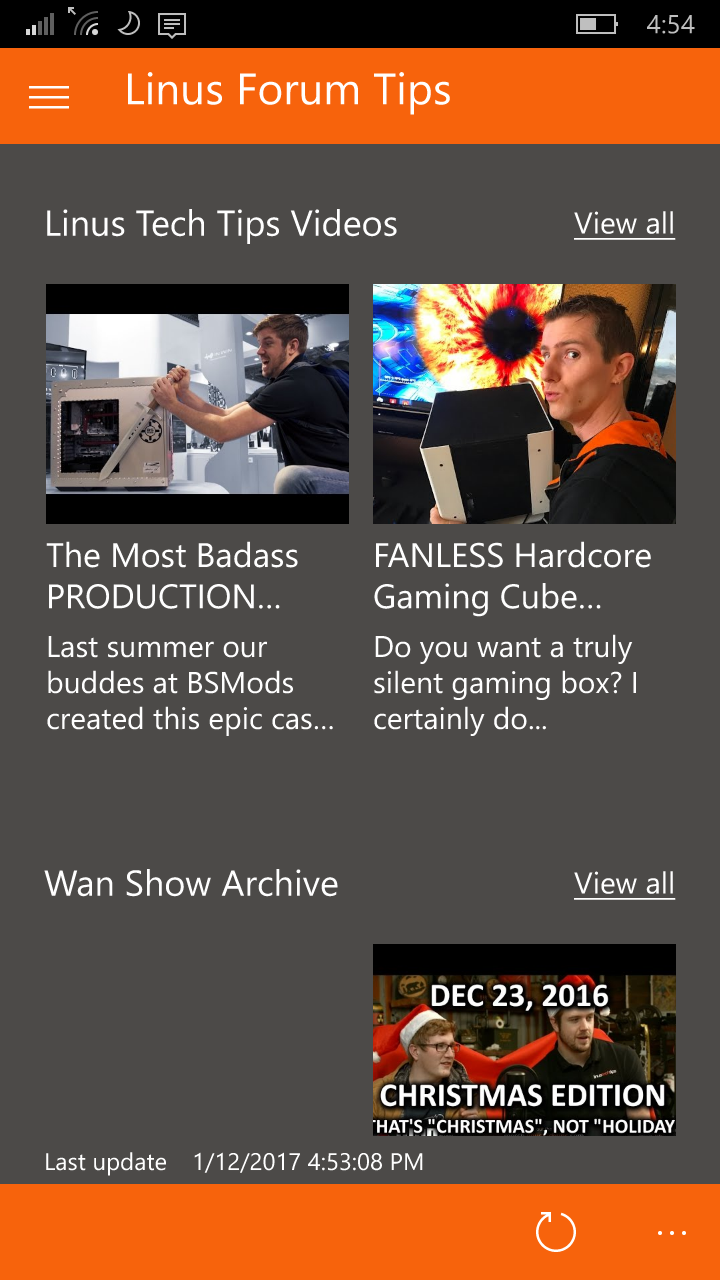 4:54
Linus Forum Tips
Linus Tech Tips Videos
View all
The Most Badass
PRODUCTION...
Last summer our
buddes at BSMods
created this epic cas...
FANLESS Hardcore
Gaming Cube...
Do you want a truly
silent gaming box? I
certainly do...
Wan Show Archive
View all
DEC 23, 2016
CHRISTMAS EDITION
HAT'S "CHRISTMAS", NOT "HOLIDAY
Last update 1/12/2017 4:53:08 PM
...